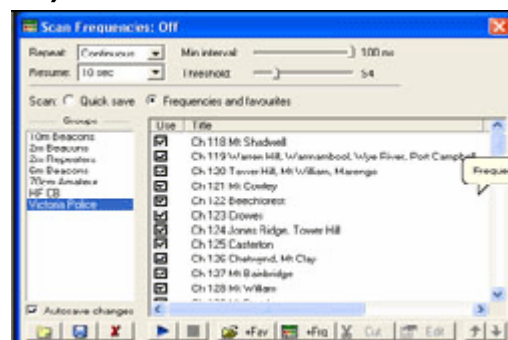 Scan Frequencies: Off
Repeat: Continuous Min interval: 100 ms
Resume: 10 sec Threshold: 54
Scan: Quick save Frequencies and favourites
Groups
Use Title
10m Beacons
2m Beacons
2m Repeaters
6m Beacons
70cm Amateur
HF CB
Victoria Police
Ch 118 Mt Shadwell
Ch 119 Warren Hill, Warrnambool, Wye River, Port Campbell
Ch 120 Tower Hill, Mt William, Marengo
Ch 121 Mt Cowley
Ch 122 Beechforest
Ch 123 Crowes
Ch 124 Jones Ridge, Tower Hill
Ch 125 Casterton
Ch 126 Chetwynd, Mt Clay
Ch 127 Mt Bainbridge
Ch 128 Mt William
Freque
Autosave changes
+Fav +Frq Cut Edit